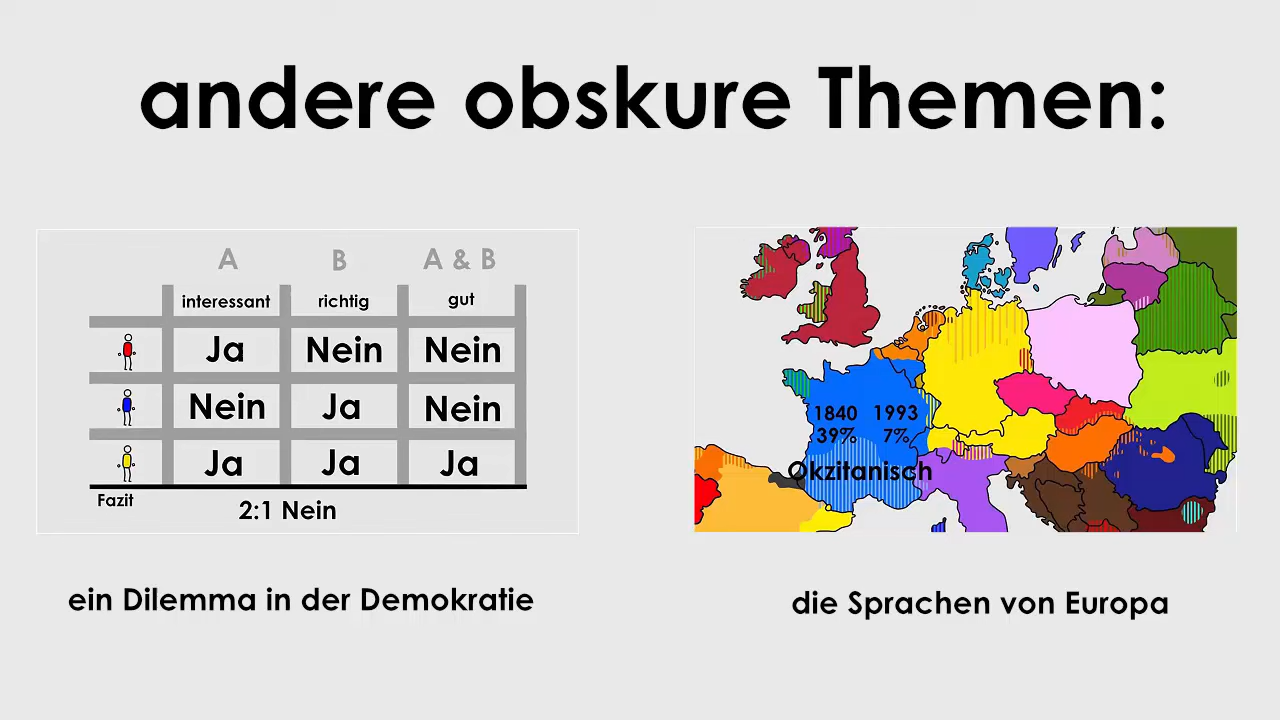 andere obskure Themen:
A B A & B
interessant richtig gut
Ja Nein Nein
Nein Ja Nein
Ja Ja Ja
Fazit
2:1 Nein
ein Dilemma in der Demokratie
1840 1993
39% 7%
Okzitanisch
die Sprachen von Europa